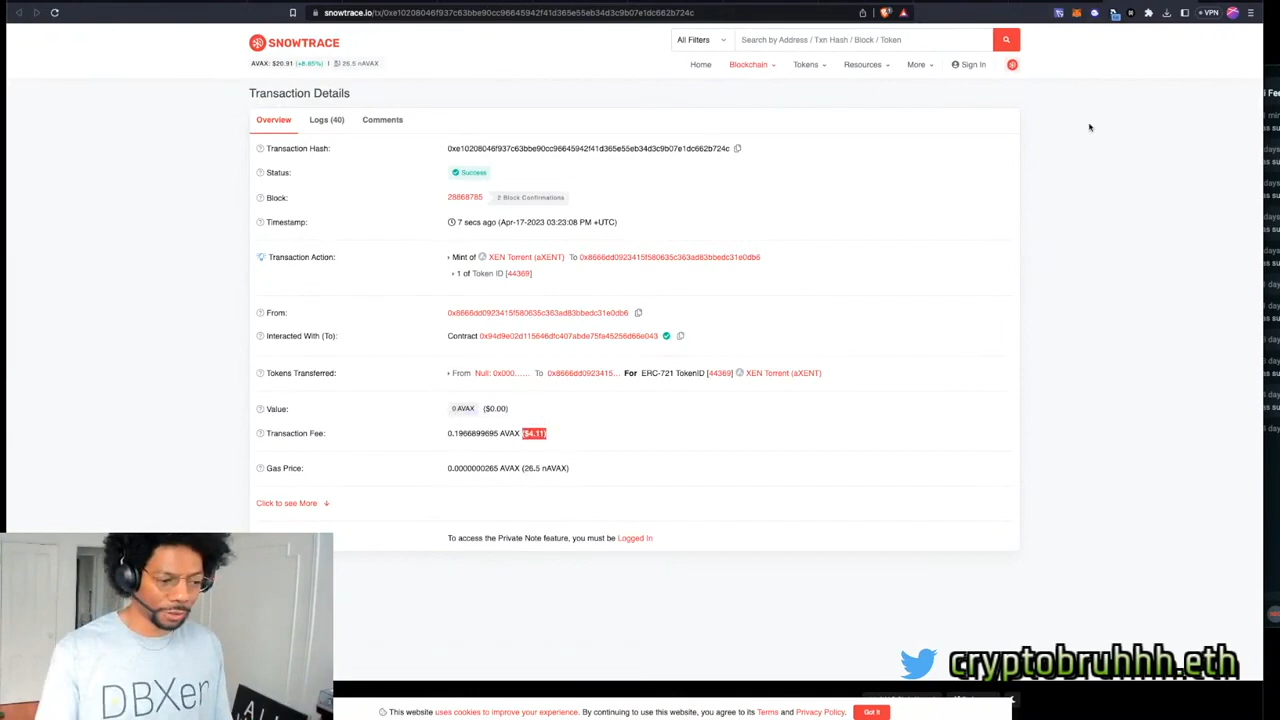 snowtrace.io/tx/0xe10208046f937c63bbe90cc96645942f41d365e55eb34d3c9b07e1dc662b724c
VPN
SNOWTRACE
All Filters
Search by Address / Txn Hash / Block / Token
AVAX: $20.91 (+8.65%) | 26.5 nAVAX
Home Blockchain Tokens Resources More Sign In
Transaction Details
Overview Logs (40) Comments
Transaction Hash: 0xe10208046f937c63bbe90cc96645942f41d365e55eb34d3c9b07e1dc662b724c
Status: Success
Block: 28868785 2 Block Confirmations
Timestamp: 7 secs ago (Apr-17-2023 03:23:08 PM +UTC)
Transaction Action: Mint of XEN Torrent (aXENT) To 0x8666dd0923415f580635c363ad83bbedc31e0db6
1 of Token ID [44369]
From: 0x8666dd0923415f580635c363ad83bbedc31e0db6
Interacted With (To): Contract 0x94d9e02d115646dfc407abde75fa45256d66e043
Tokens Transferred: From Null: 0x000...... To 0x8666dd0923415... For ERC-721 TokenID [44369] XEN Torrent (aXENT)
Value: 0 AVAX ($0.00)
Transaction Fee: 0.1966899695 AVAX ($4.11)
Gas Price: 0.0000000265 AVAX (26.5 nAVAX)
Click to see More
To access the Private Note feature, you must be Logged In
DBXer
cryptobruhhh.eth
This website uses cookies to improve your experience. By continuing to use this website, you agree to its Terms and Privacy Policy.
Got it